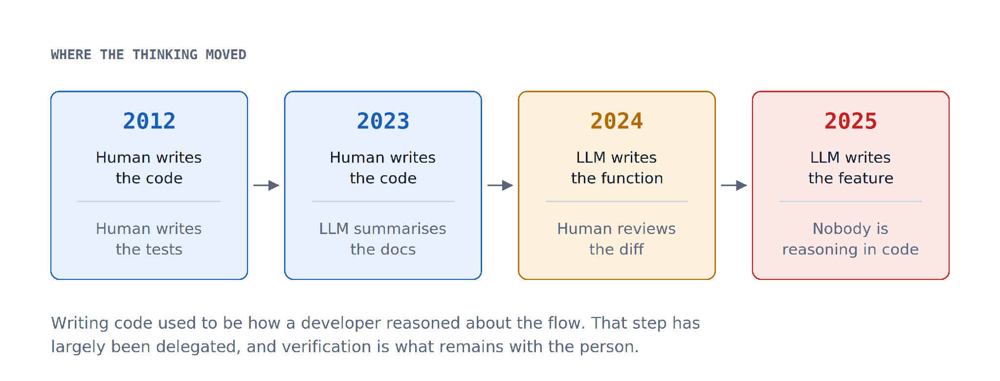 WHERE THE THINKING MOVED
2012
Human writes
the code
Human writes
the tests
2023
Human writes
the code
LLM summarises
the docs
2024
LLM writes
the function
Human reviews
the diff
2025
LLM writes
the feature
Nobody is
reasoning in code
Writing code used to be how a developer reasoned about the flow. That step has
largely been delegated, and verification is what remains with the person.